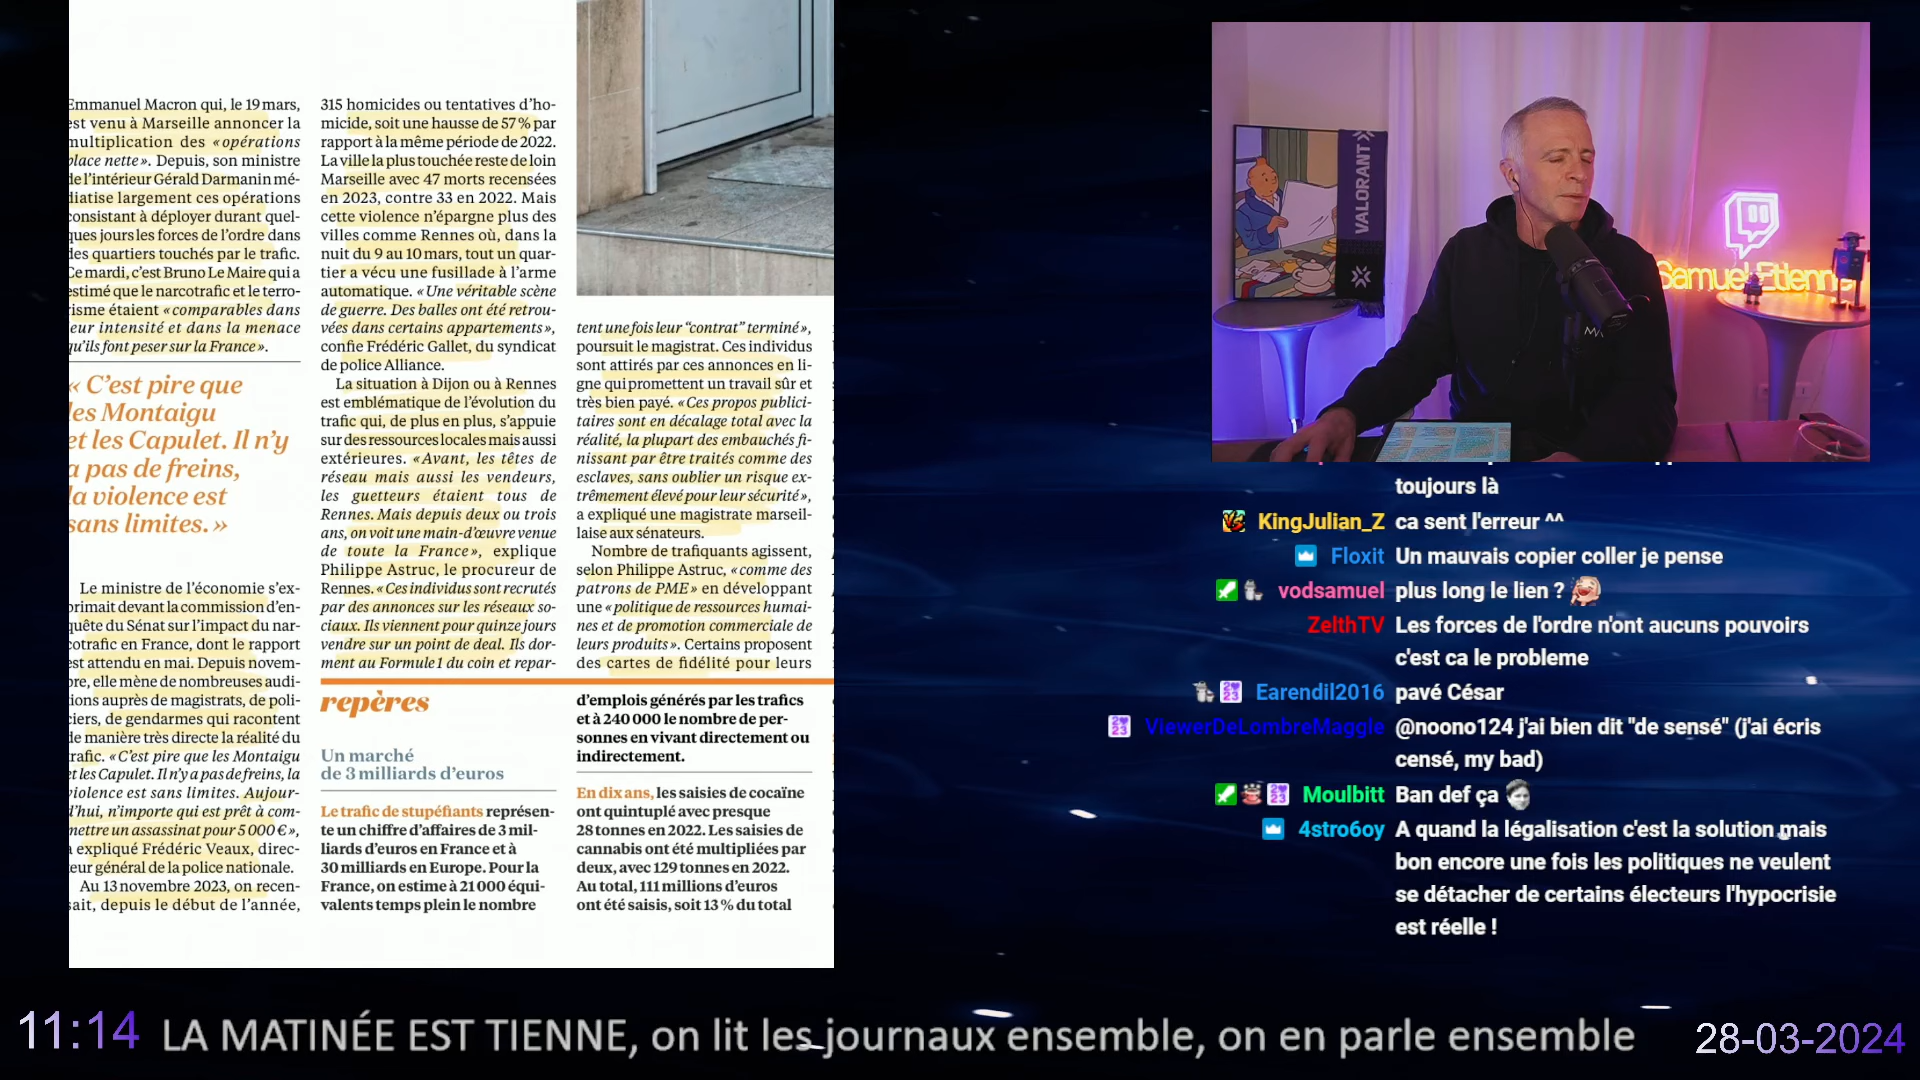 Emmanuel Macron qui, le 19 mars,
est venu à Marseille annoncer la
multiplication des «opérations
place nette». Depuis, son ministre
de l'intérieur Gérald Darmanin mé-
diatise largement ces opérations
consistant à déployer durant quel-
ques jours les forces de l'ordre dans
des quartiers touchés par le trafic.
Ce mardi, c'est Bruno Le Maire qui a
estimé que le narcotrafic et le terro-
risme étaient «comparables dans
leur intensité et dans la menace
qu'ils font peser sur la France».
« C'est pire que
les Montaigu
et les Capulet. Il n'y
a pas de freins,
la violence est
sans limites. »
Le ministre de l'économie s'ex-
primait devant la commission d'en-
quête du Sénat sur l'impact du nar-
cotrafic en France, dont le rapport
est attendu en mai. Depuis novem-
bre, elle mène de nombreuses audi-
tions auprès de magistrats, de poli-
ciers, de gendarmes qui racontent
de manière très directe la réalité du
trafic. «C'est pire que les Montaigu
et les Capulet. Il n'y a pas de freins, la
violence est sans limites. Aujour-
d'hui, n'importe qui est prêt à com-
mettre un assassinat pour 5 000 €»,
a expliqué Frédéric Veaux, direc-
teur général de la police nationale.
Au 13 novembre 2023, on recen-
sait, depuis le début de l'année,
315 homicides ou tentatives d'ho-
micide, soit une hausse de 57 % par
rapport à la même période de 2022.
La ville la plus touchée reste de loin
Marseille avec 47 morts recensées
en 2023, contre 33 en 2022. Mais
cette violence n'épargne plus des
villes comme Rennes où, dans la
nuit du 9 au 10 mars, tout un quar-
tier a vécu une fusillade à l'arme
automatique. «Une véritable scène
de guerre. Des balles ont été retrou-
vées dans certains appartements»,
confie Frédéric Gallet, du syndicat
de police Alliance.
La situation à Dijon ou à Rennes
est emblématique de l'évolution du
trafic qui, de plus en plus, s'appuie
sur des ressources locales mais aussi
extérieures. «Avant, les têtes de
réseau mais aussi les vendeurs,
les guetteurs étaient tous de
Rennes. Mais depuis deux ou trois
ans, on voit une main-d'œuvre venue
de toute la France», explique
Philippe Astruc, le procureur de
Rennes. «Ces individus sont recrutés
par des annonces sur les réseaux so-
ciaux. Ils viennent pour quinze jours
vendre sur un point de deal. Ils dor-
ment au Formule 1 du coin et repar-
tent une fois leur "contrat" terminé»,
poursuit le magistrat. Ces individus
sont attirés par ces annonces en li-
gne qui promettent un travail sûr et
très bien payé. «Ces propos publici-
taires sont en décalage total avec la
réalité, la plupart des embauchés fi-
nissant par être traités comme des
esclaves, sans oublier un risque ex-
trêmement élevé pour leur sécurité»,
a expliqué une magistrate marseil-
laise aux sénateurs.
Nombre de trafiquants agissent,
selon Philippe Astruc, «comme des
patrons de PME» en développant
une «politique de ressources humai-
nes et de promotion commerciale de
leurs produits». Certains proposent
des cartes de fidélité pour leurs
repères
Un marché
de 3 milliards d'euros
Le trafic de stupéfiants représen-
te un chiffre d'affaires de 3 mil-
liards d'euros en France et à
30 milliards en Europe. Pour la
France, on estime à 21 000 équi-
valents temps plein le nombre
d'emplois générés par les trafics
et à 240 000 le nombre de per-
sonnes en vivant directement ou
indirectement.
En dix ans, les saisies de cocaïne
ont quintuplé avec presque
28 tonnes en 2022. Les saisies de
cannabis ont été multipliées par
deux, avec 129 tonnes en 2022.
Au total, 111 millions d'euros
ont été saisis, soit 13 % du total
VALORANT
Samuel Etienne
toujours là
KingJulian_Z ca sent l'erreur ^^
Floxit Un mauvais copier coller je pense
vodsamuel plus long le lien ?
ZelthTV Les forces de l'ordre n'ont aucuns pouvoirs
c'est ca le probleme
Earendil2016 pavé César
ViewerDeLombreMaggle @noono124 j'ai bien dit "de sensé" (j'ai écris
censé, my bad)
Moulbitt Ban def ça
4stro6oy A quand la légalisation c'est la solution mais
bon encore une fois les politiques ne veulent
se détacher de certains électeurs l'hypocrisie
est réelle !
11:14 LA MATINÉE EST TIENNE, on lit les journaux ensemble, on en parle ensemble 28-03-2024